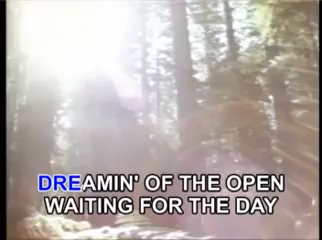 DREAMIN' OF THE OPEN
WAITING FOR THE DAY